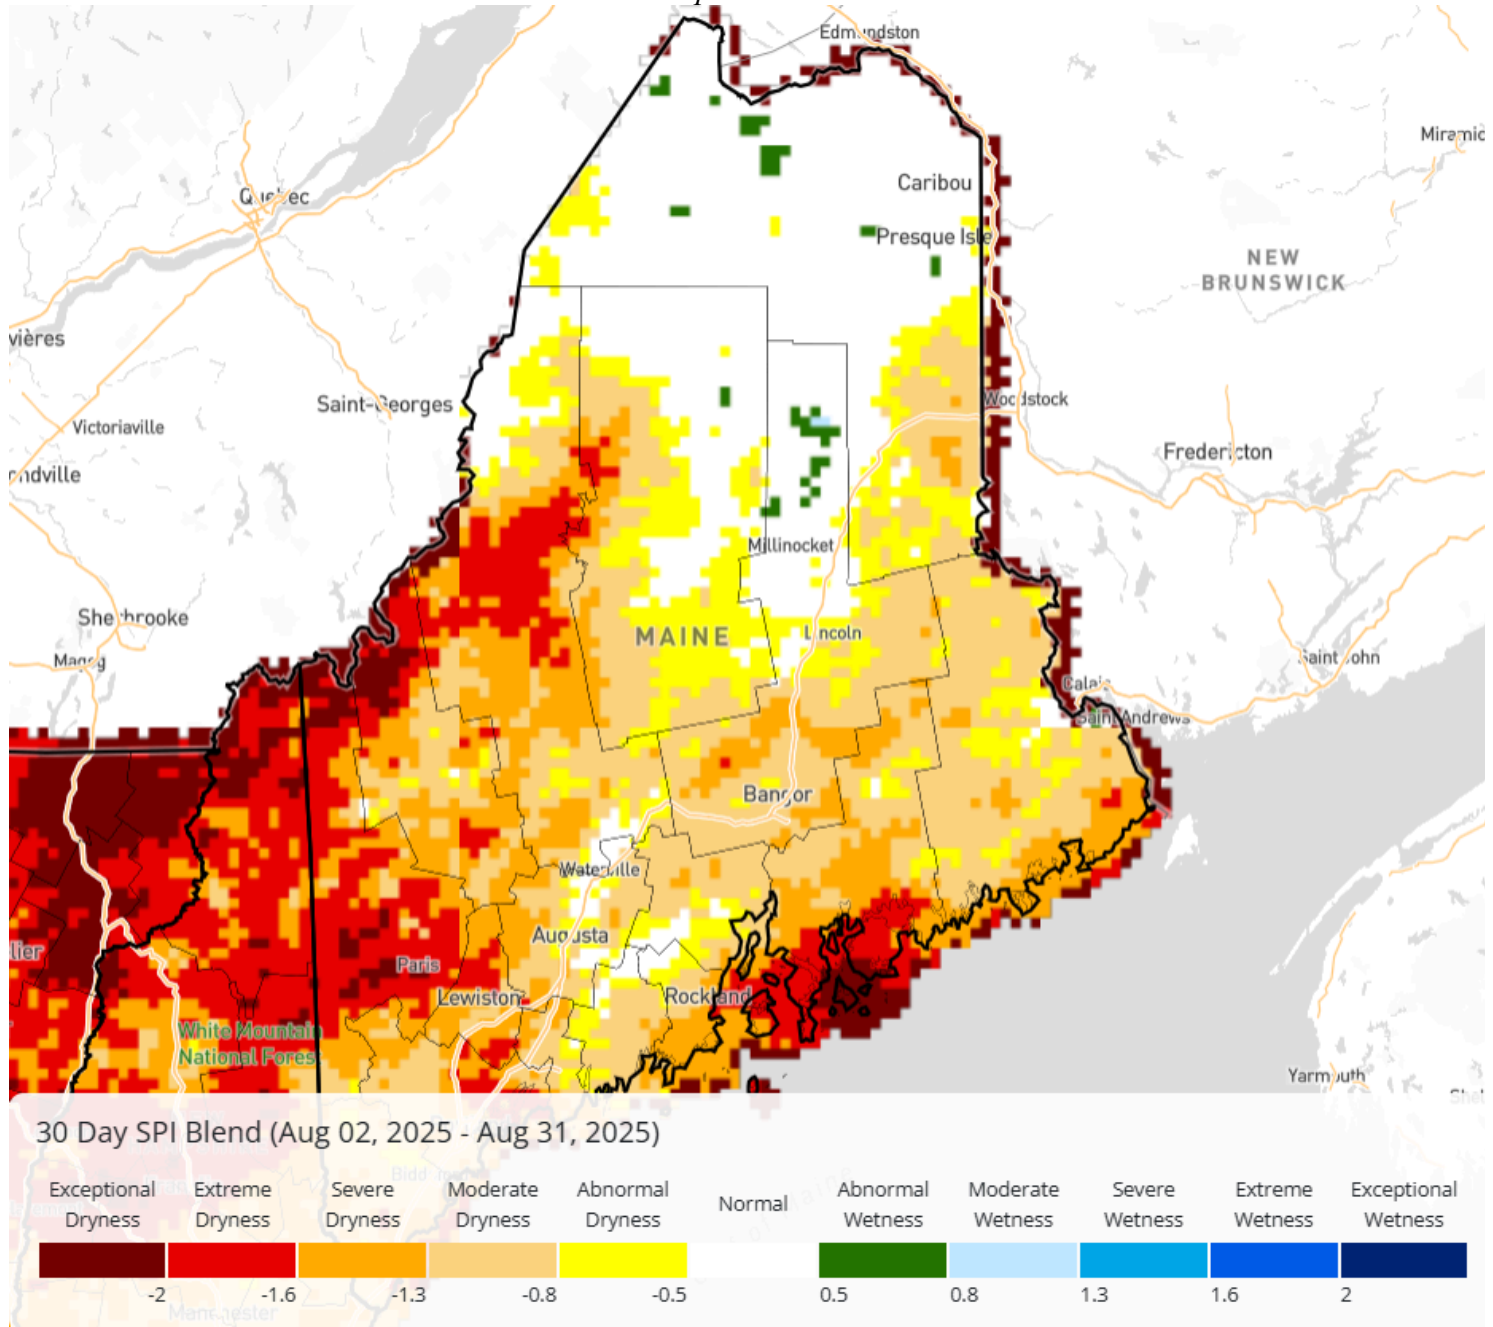 Edmundston
Miramic
Quebec
Caribou
Presque Isle
NEW
BRUNSWICK
vières
Saint-Georges
Woodstock
Victoriaville
Fredericton
ondville
Millinocket
Sherbrooke
MAINE
Lincoln
Magog
Saint John
Calais
Saint Andrews
Bangor
Waterville
Augusta
lier
Paris
Lewiston
Rockland
White Mountain
National Forest
Yarmouth
Shel
30 Day SPI Blend (Aug 02, 2025 - Aug 31, 2025)
Exceptional Extreme Severe Moderate Abnormal Normal Abnormal Moderate Severe Extreme Exceptional
Dryness Dryness Dryness Dryness Dryness Wetness Wetness Wetness Wetness Wetness
-2 -1.6 -1.3 -0.8 -0.5 0.5 0.8 1.3 1.6 2
Manchester